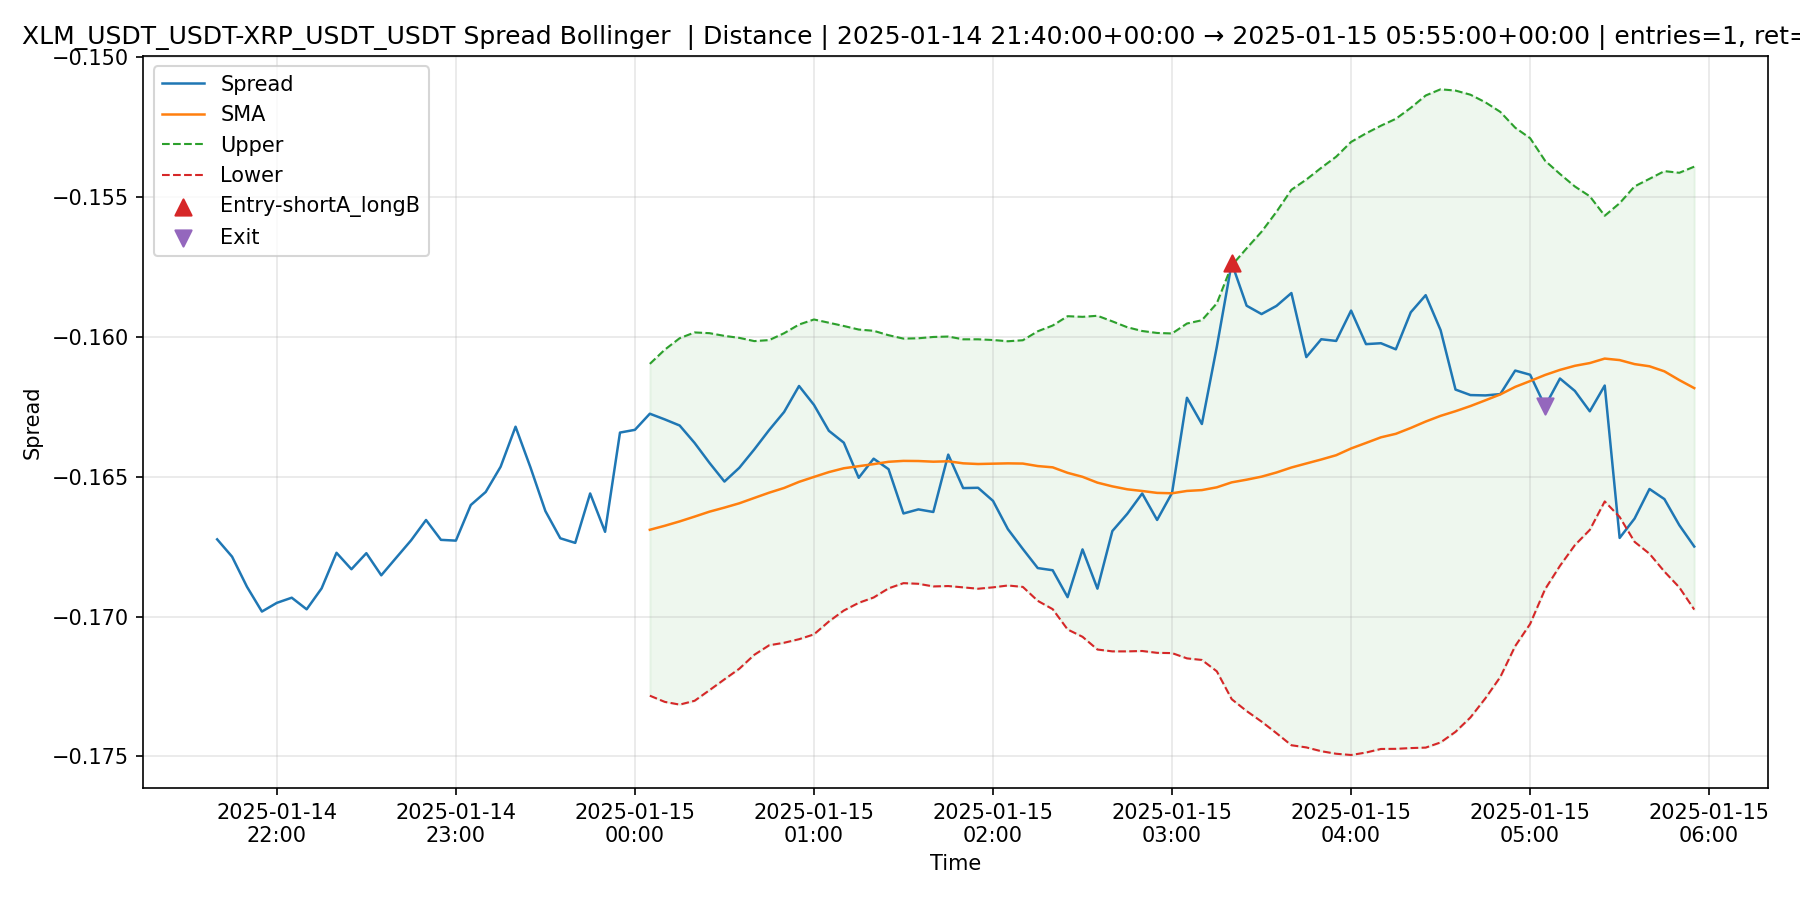 XLM_USDT_USDT-XRP_USDT_USDT Spread Bollinger | Distance | 2025-01-14 21:40:00+00:00 → 2025-01-15 05:55:00+00:00 | entries=1, ret=
Spread
SMA
Upper
Lower
Entry-shortA_longB
Exit
−0.150
−0.155
−0.160
−0.165
−0.170
−0.175
Spread
2025-01-14
22:00
2025-01-14
23:00
2025-01-15
00:00
2025-01-15
01:00
2025-01-15
02:00
2025-01-15
03:00
2025-01-15
04:00
2025-01-15
05:00
2025-01-15
06:00
Time